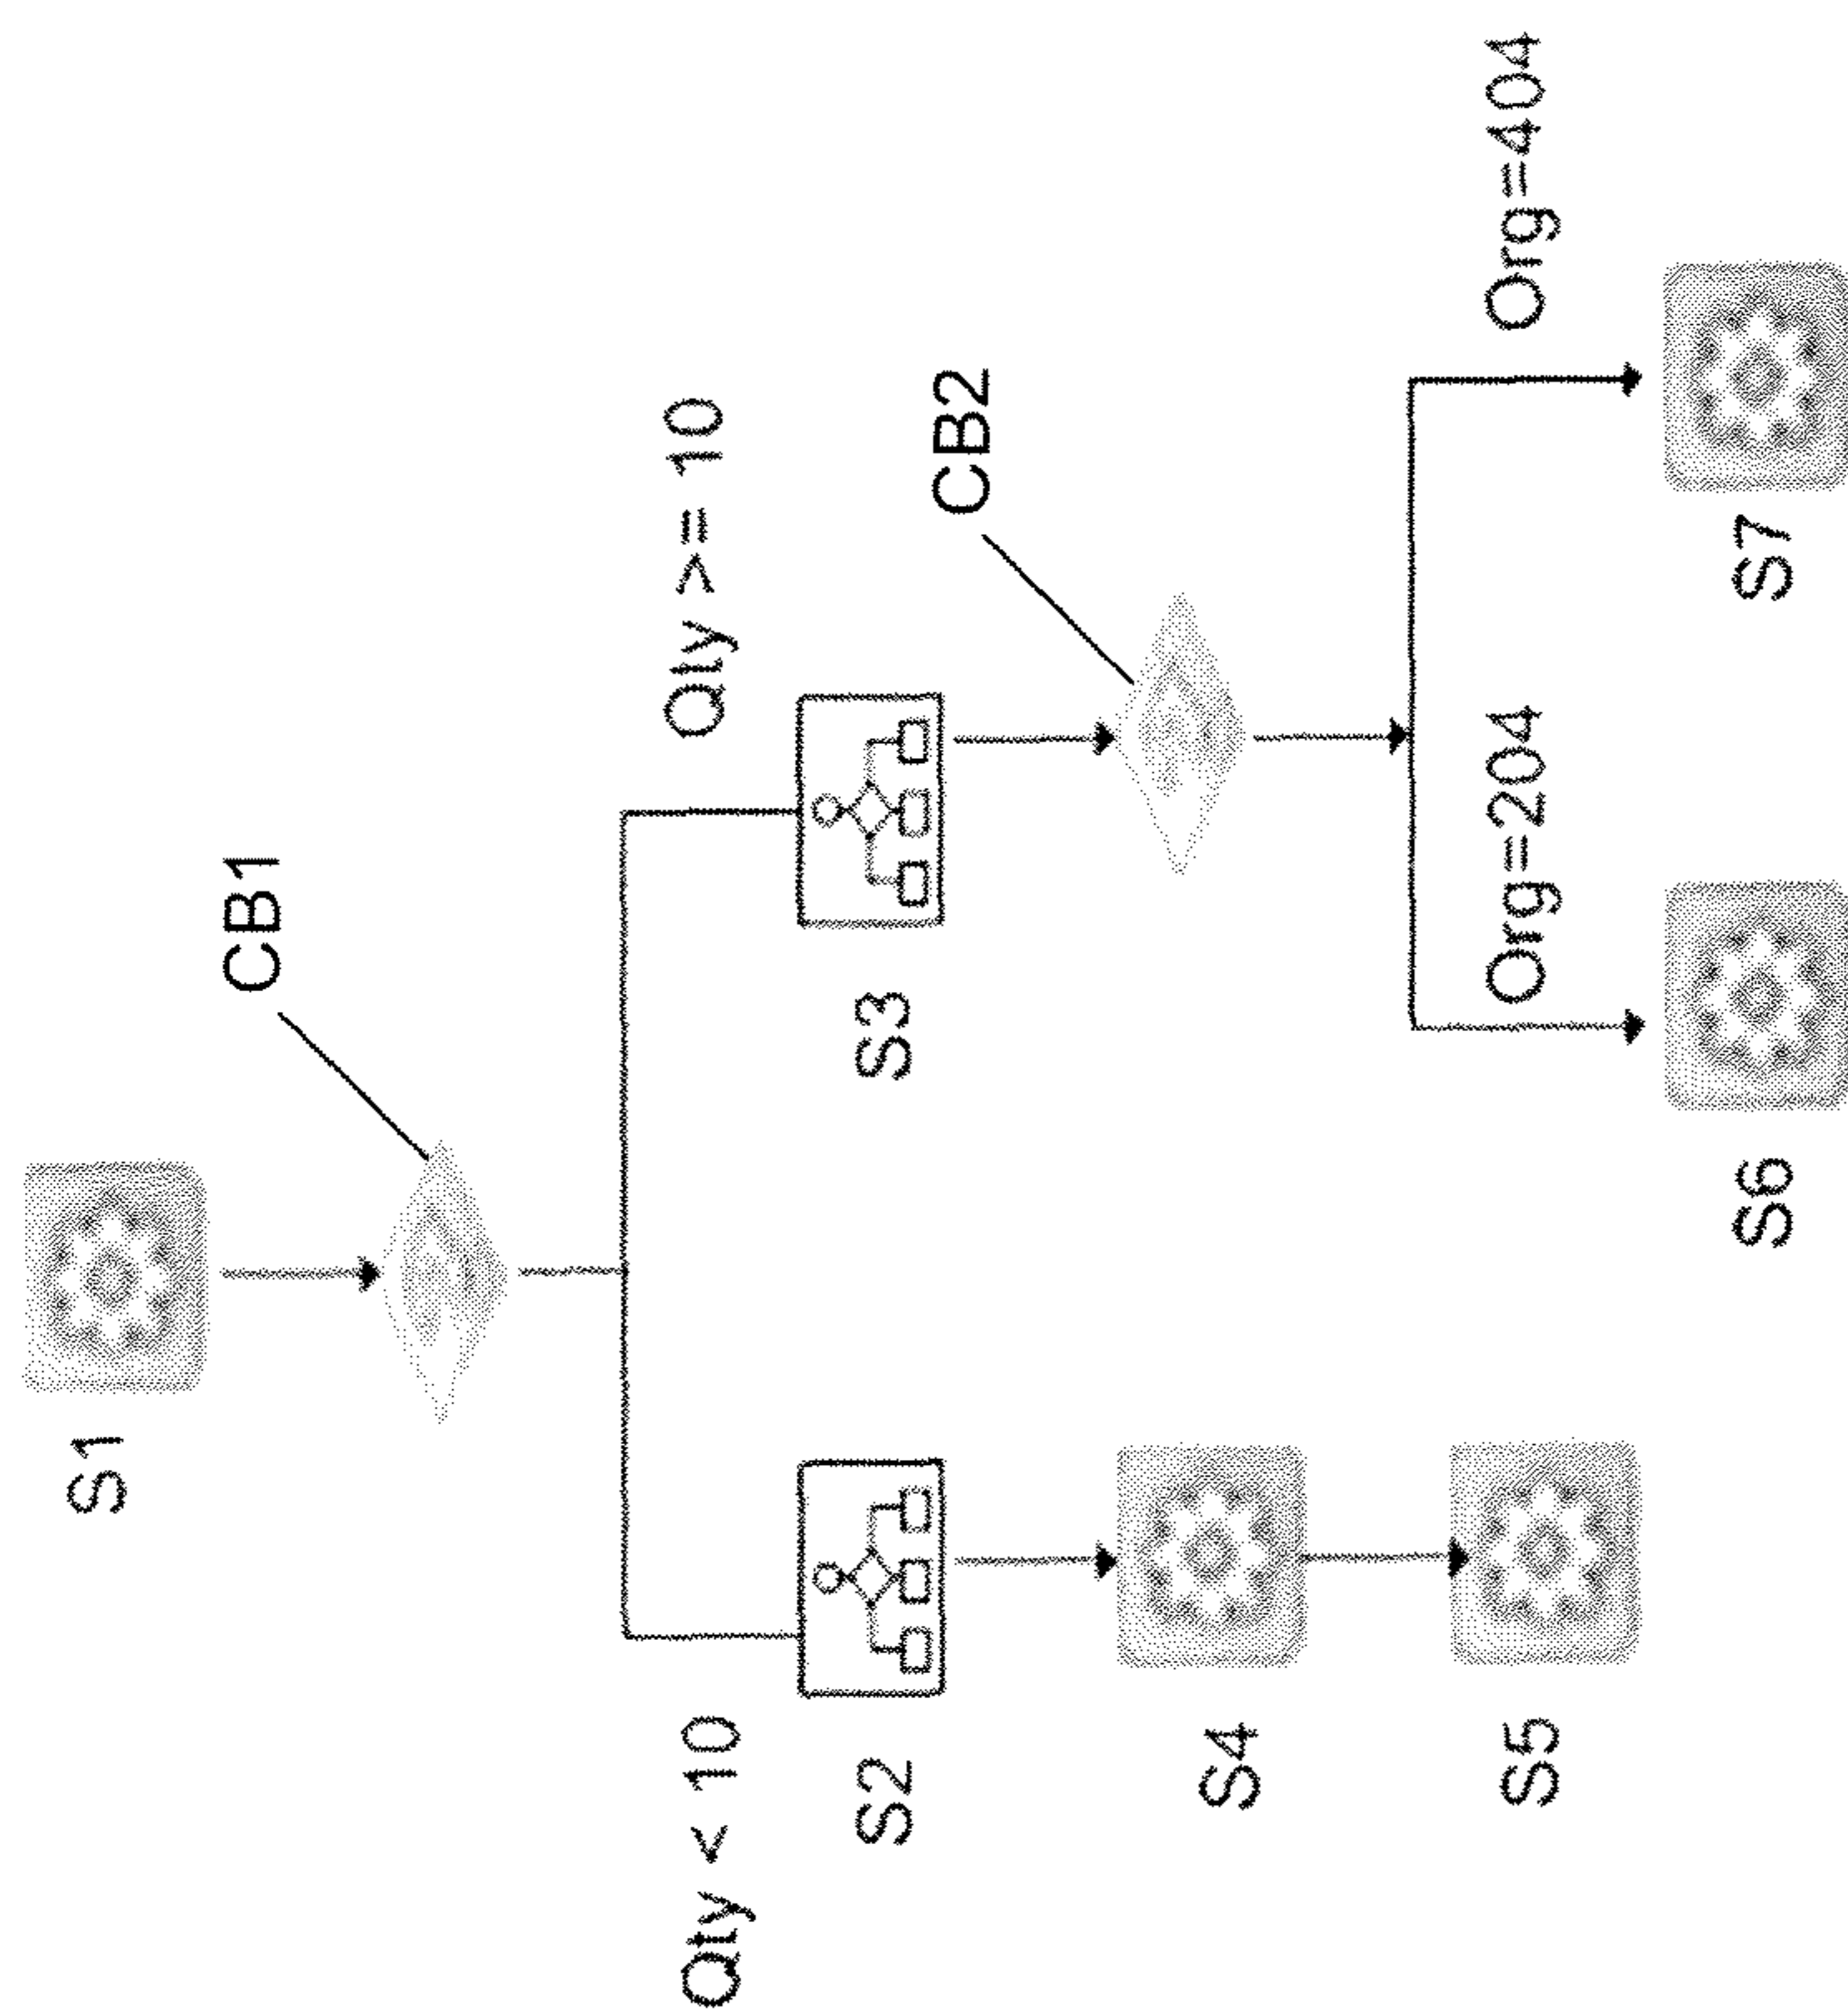 S1
CB1
Qty < 10
Qty >= 10
S2
S3
CB2
S4
Org=204
Org=404
S5
S6
S7